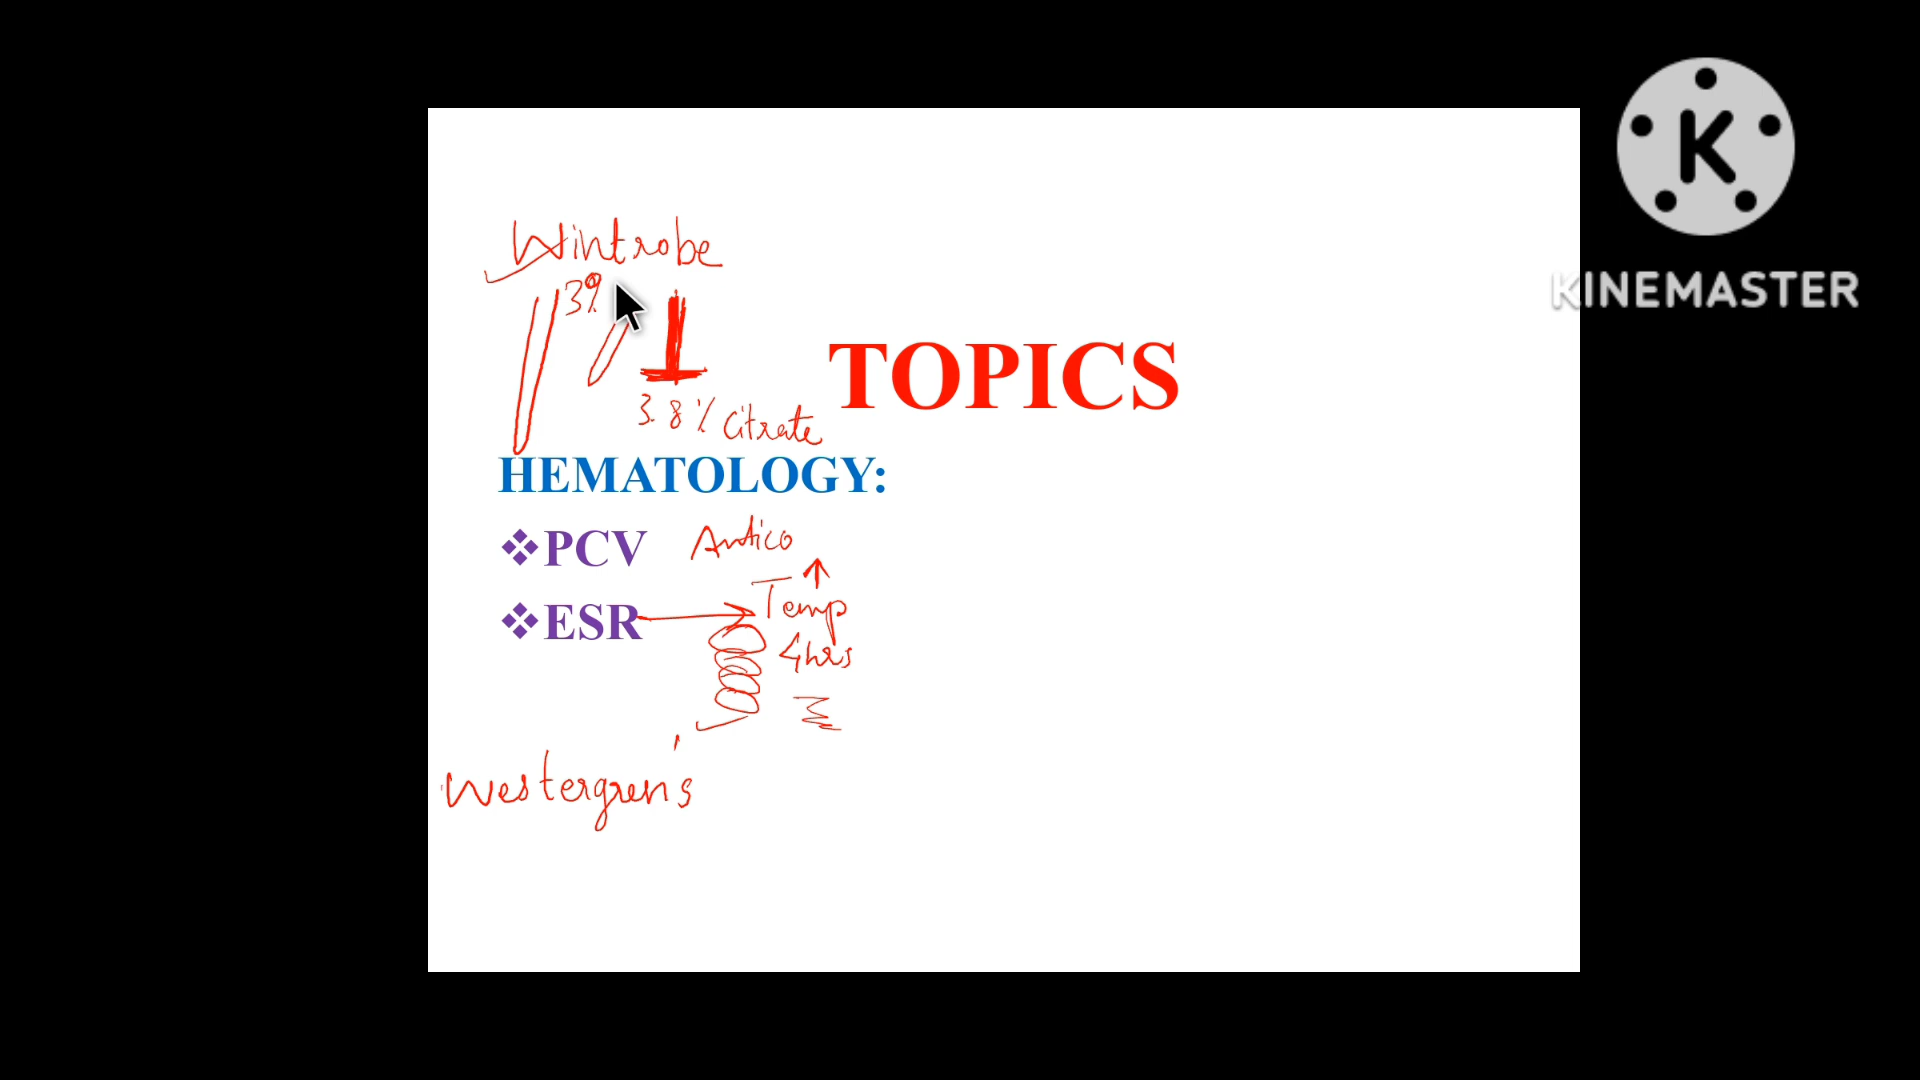 Wintrobe
3%
TOPICS
3.8% Citrate
HEMATOLOGY:
❖PCV Antico
❖ESR Temp
4hrs
Westergren's
K
KINEMASTER